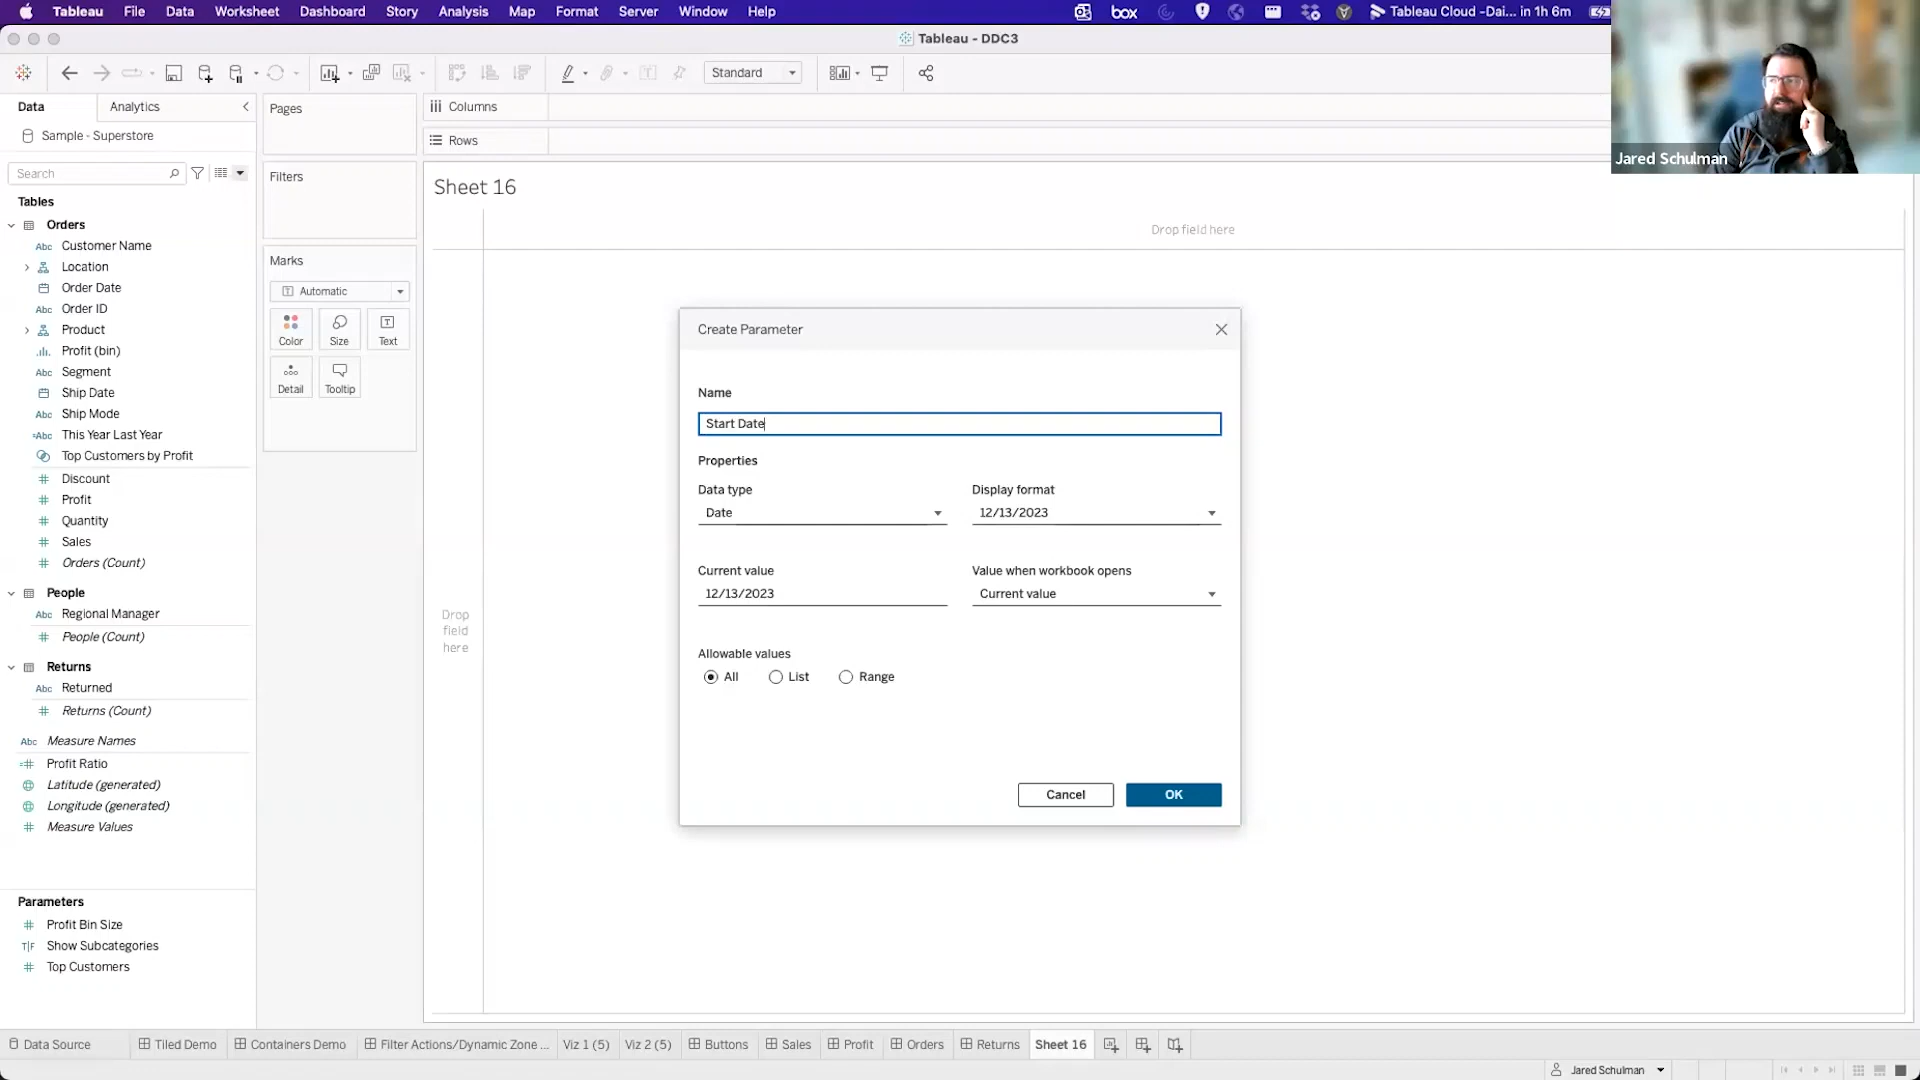 Tableau File Data Worksheet Dashboard Story Analysis Map Format Server Window Help box Tableau Cloud -Dai... in 1h 6m
Tableau - DDC3
Standard
Jared Schulman
Data Analytics
Sample - Superstore
Search
Tables
Orders
Abc Customer Name
Location
Order Date
Abc Order ID
Product
Profit (bin)
Abc Segment
Ship Date
Abc Ship Mode
=Abc This Year Last Year
Top Customers by Profit
# Discount
# Profit
# Quantity
# Sales
# Orders (Count)
People
Abc Regional Manager
# People (Count)
Returns
Abc Returned
# Returns (Count)
Abc Measure Names
=# Profit Ratio
Latitude (generated)
Longitude (generated)
# Measure Values
Parameters
# Profit Bin Size
T|F Show Subcategories
# Top Customers
Pages
Filters
Marks
Automatic
Color Size Text
Detail Tooltip
Columns
Rows
Sheet 16
Drop field here
Drop
field
here
Create Parameter
Name
Start Date
Properties
Data type Display format
Date 12/13/2023
Current value Value when workbook opens
12/13/2023 Current value
Allowable values
All List Range
Cancel OK
Data Source Tiled Demo Containers Demo Filter Actions/Dynamic Zone ... Viz 1 (5) Viz 2 (5) Buttons Sales Profit Orders Returns Sheet 16
Jared Schulman